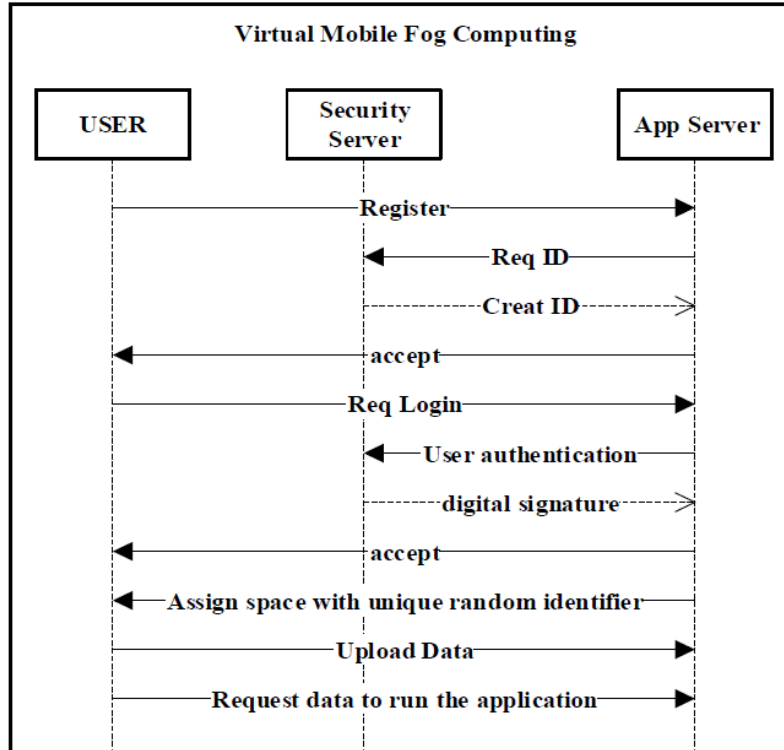 Virtual Mobile Fog Computing
USER
Security
Server
App Server
Register
Req ID
Creat ID
accept
Req Login
User authentication
digital signature
accept
Assign space with unique random identifier
Upload Data
Request data to run the application